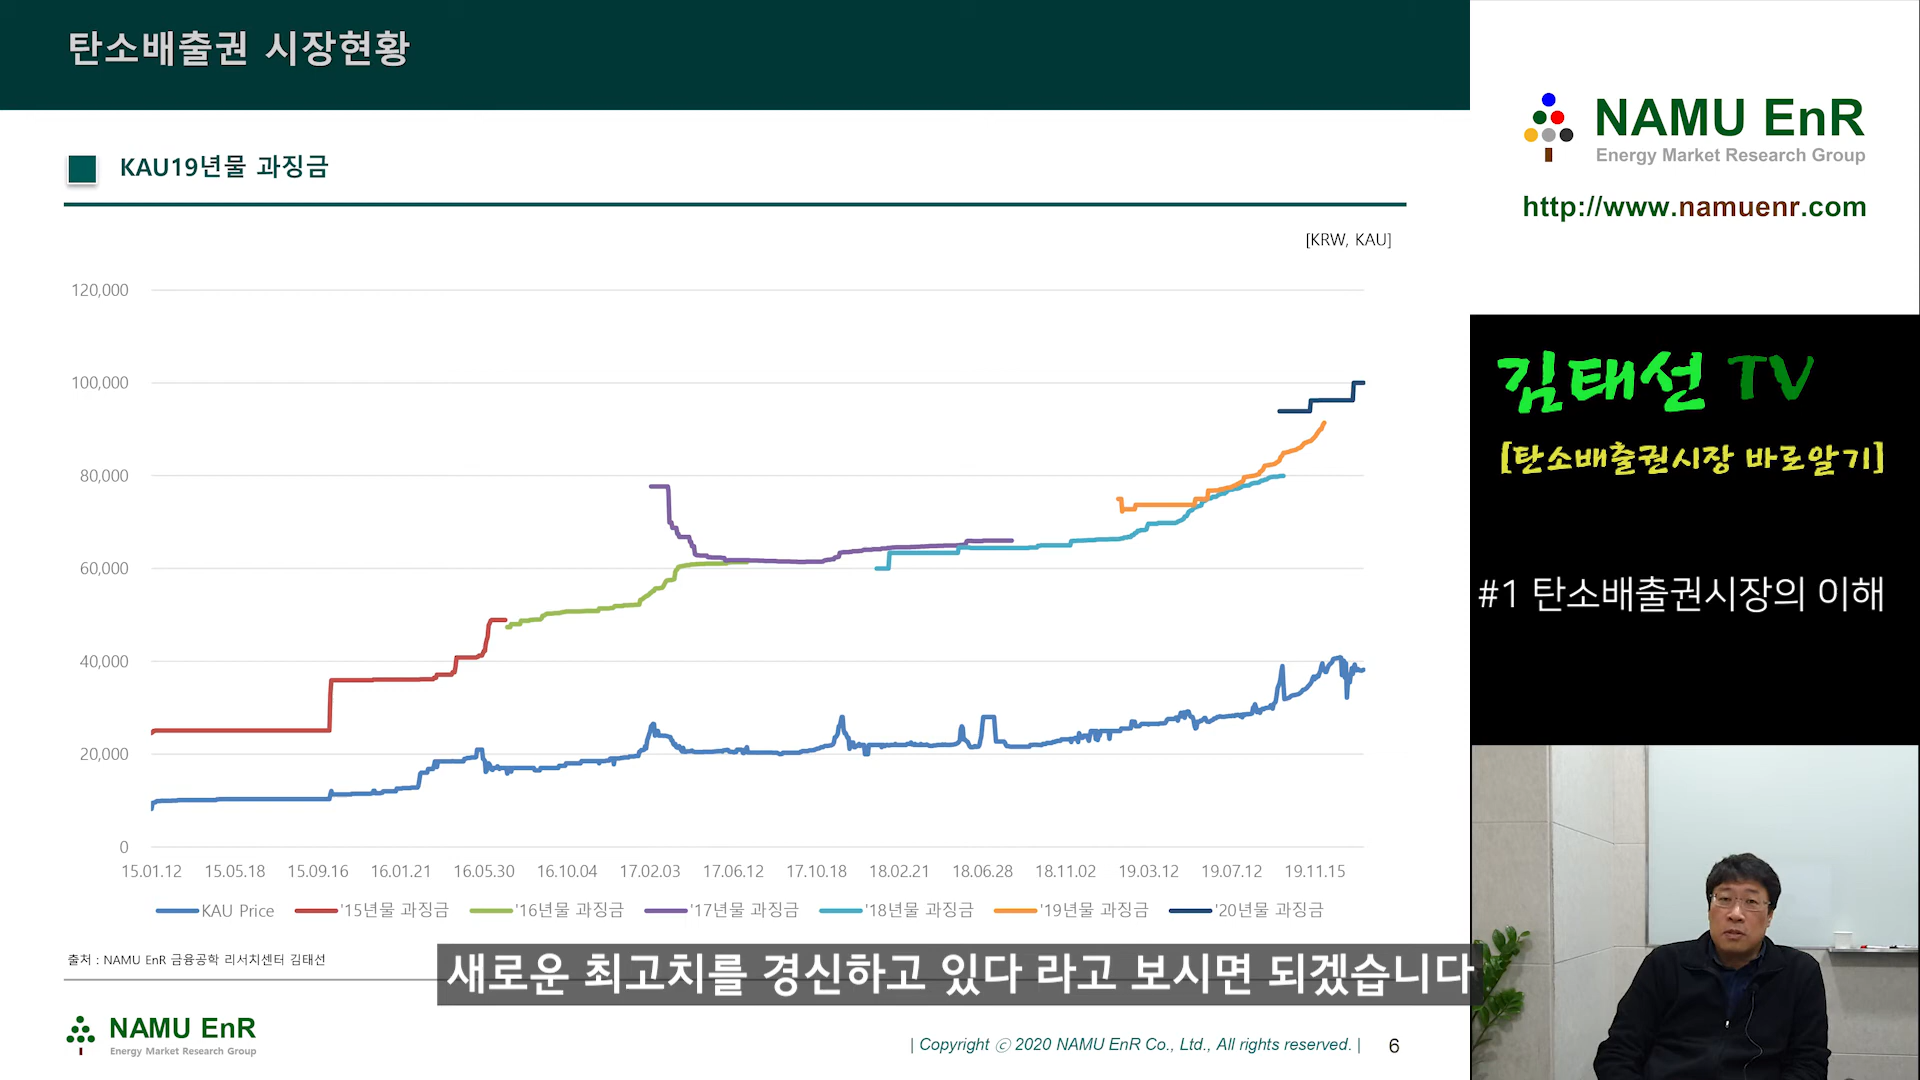 탄소배출권 시장현황
KAU19년물 과징금
[KRW, KAU]
120,000
100,000
80,000
60,000
40,000
20,000
0
15.01.12 15.05.18 15.09.16 16.01.21 16.05.30 16.10.04 17.02.03 17.06.12 17.10.18 18.02.21 18.06.28 18.11.02 19.03.12 19.07.12 19.11.15
KAU Price '15년물 과징금 '16년물 과징금 '17년물 과징금 '18년물 과징금 '19년물 과징금 '20년물 과징금
출처 : NAMU EnR 금융공학 리서치센터 김태선
새로운 최고치를 경신하고 있다 라고 보시면 되겠습니다
NAMU EnR
Energy Market Research Group
| Copyright ⓒ 2020 NAMU EnR Co., Ltd., All rights reserved. | 6
NAMU EnR
Energy Market Research Group
http://www.namuenr.com
김태선 TV
[탄소배출권시장 바로알기]
#1 탄소배출권시장의 이해